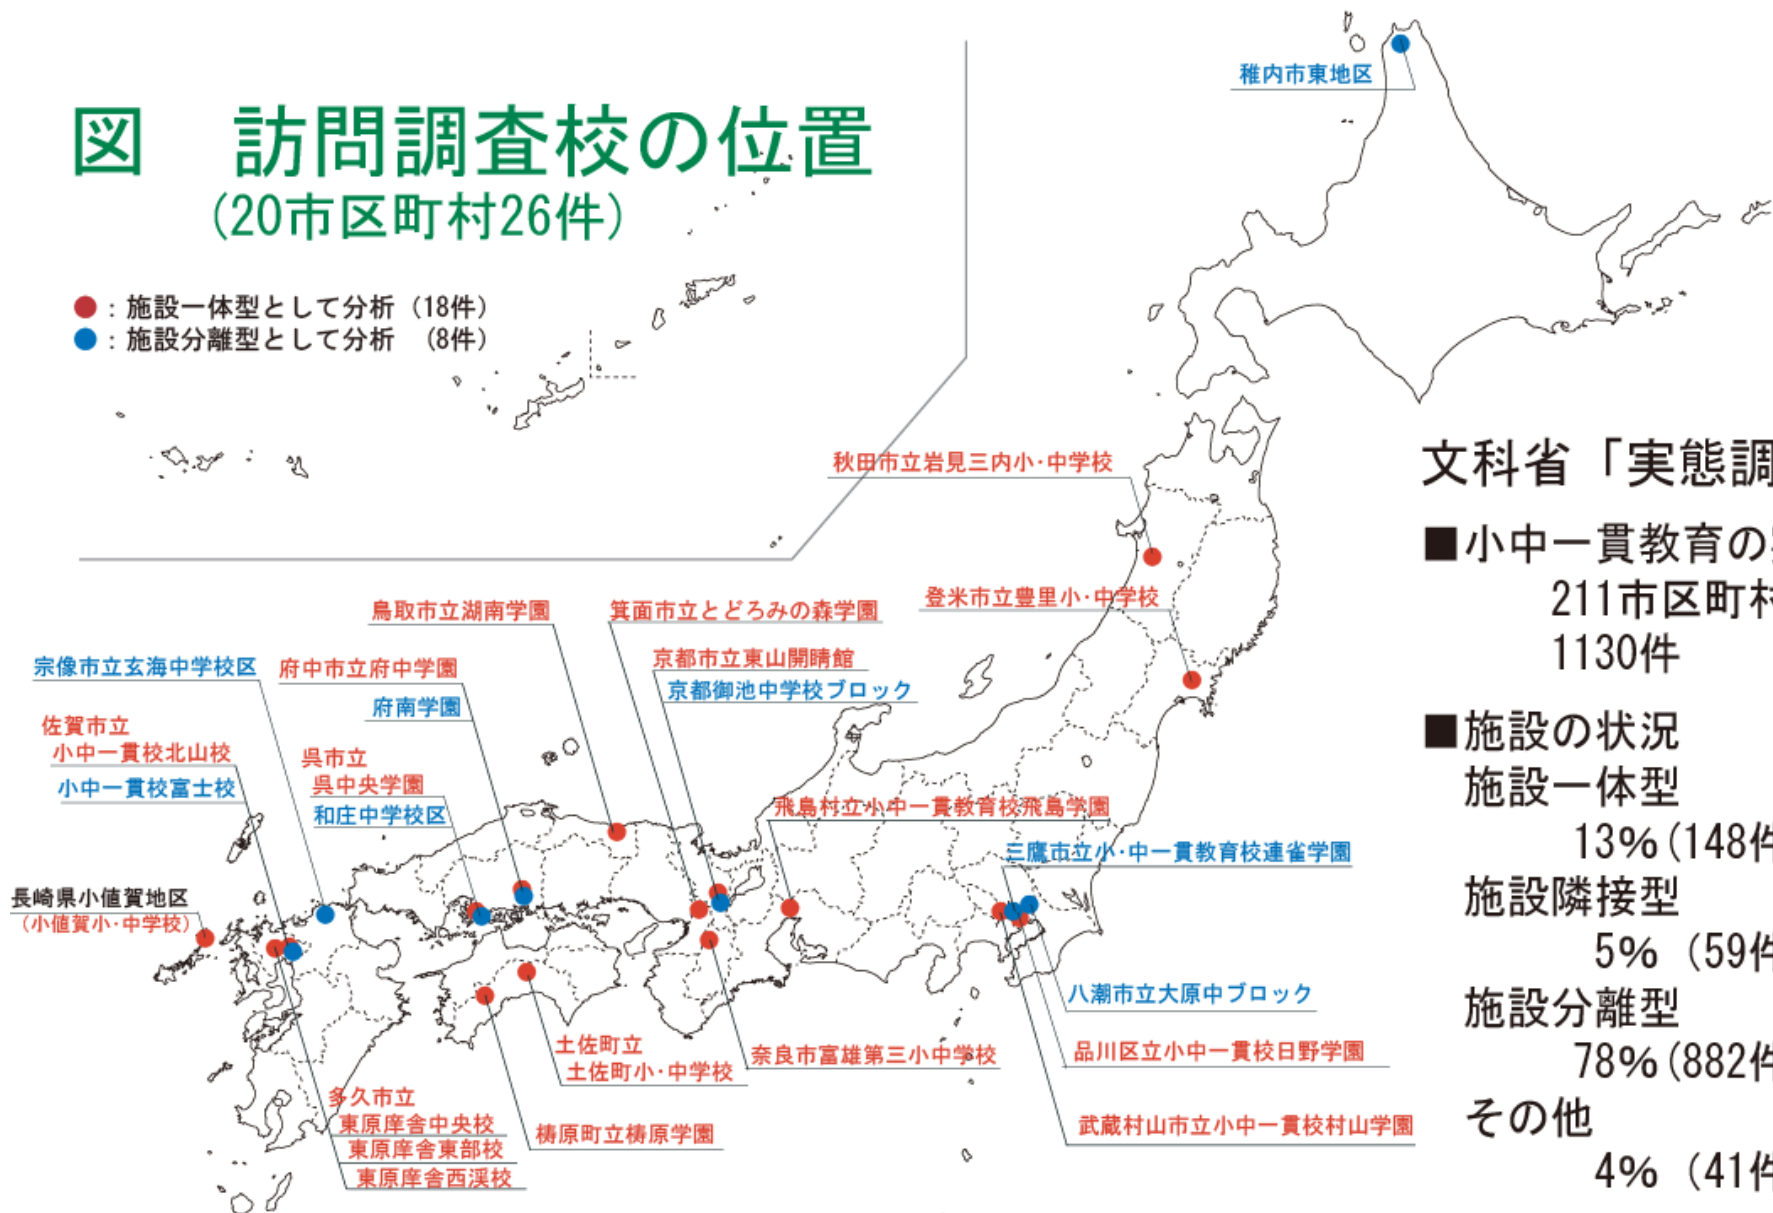 図 訪問調査校の位置
(20市区町村26件)
●：施設一体型として分析 (18件)
●：施設分離型として分析 (8件)
稚内市東地区
秋田市立岩見三内小・中学校
登米市立豊里小・中学校
鳥取市立湖南学園
箕面市立とどろみの森学園
府中市立府中学園
府南学園
京都市立東山開睛館
京都御池中学校ブロック
宗像市立玄海中学校区
佐賀市立
小中一貫校北山校
小中一貫校富士校
呉市立
呉中央学園
和庄中学校区
飛島村立小中一貫教育校飛島学園
三鷹市立小・中一貫教育校連雀学園
長崎県小値賀地区
(小値賀小・中学校)
八潮市立大原中ブロック
品川区立小中一貫校日野学園
武蔵村山市立小中一貫校村山学園
奈良市富雄第三小中学校
土佐町立
土佐町小・中学校
梼原町立梼原学園
多久市立
東原庠舎中央校
東原庠舎東部校
東原庠舎西渓校
文科省「実態調
■小中一貫教育の
211市区町村
1130件
■施設の状況
施設一体型
13%(148件
施設隣接型
5% (59件
施設分離型
78%(882件
その他
4% (41件